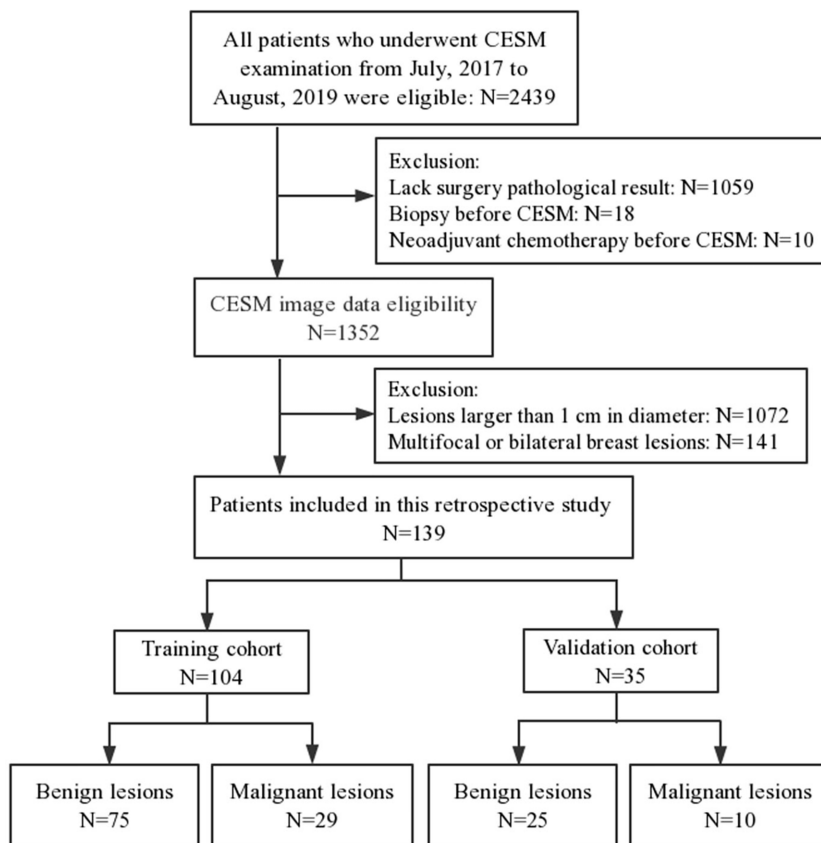 All patients who underwent CESM
examination from July, 2017 to
August, 2019 were eligible: N=2439
Exclusion:
Lack surgery pathological result: N=1059
Biopsy before CESM: N=18
Neoadjuvant chemotherapy before CESM: N=10
CESM image data eligibility
N=1352
Exclusion:
Lesions larger than 1 cm in diameter: N=1072
Multifocal or bilateral breast lesions: N=141
Patients included in this retrospective study
N=139
Training cohort
N=104
Validation cohort
N=35
Benign lesions
N=75
Malignant lesions
N=29
Benign lesions
N=25
Malignant lesions
N=10